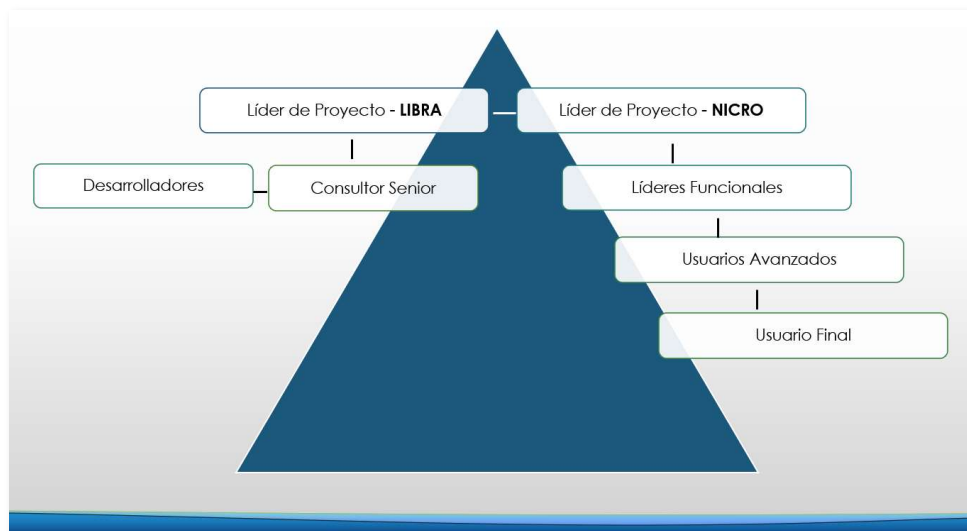 Líder de Proyecto - LIBRA
Líder de Proyecto - NICRO
Desarrolladores
Consultor Senior
Líderes Funcionales
Usuarios Avanzados
Usuario Final